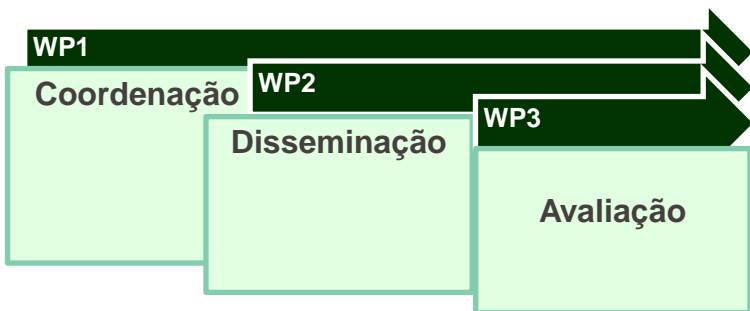 WP1
Coordenação
WP2
Disseminação
WP3
Avaliação